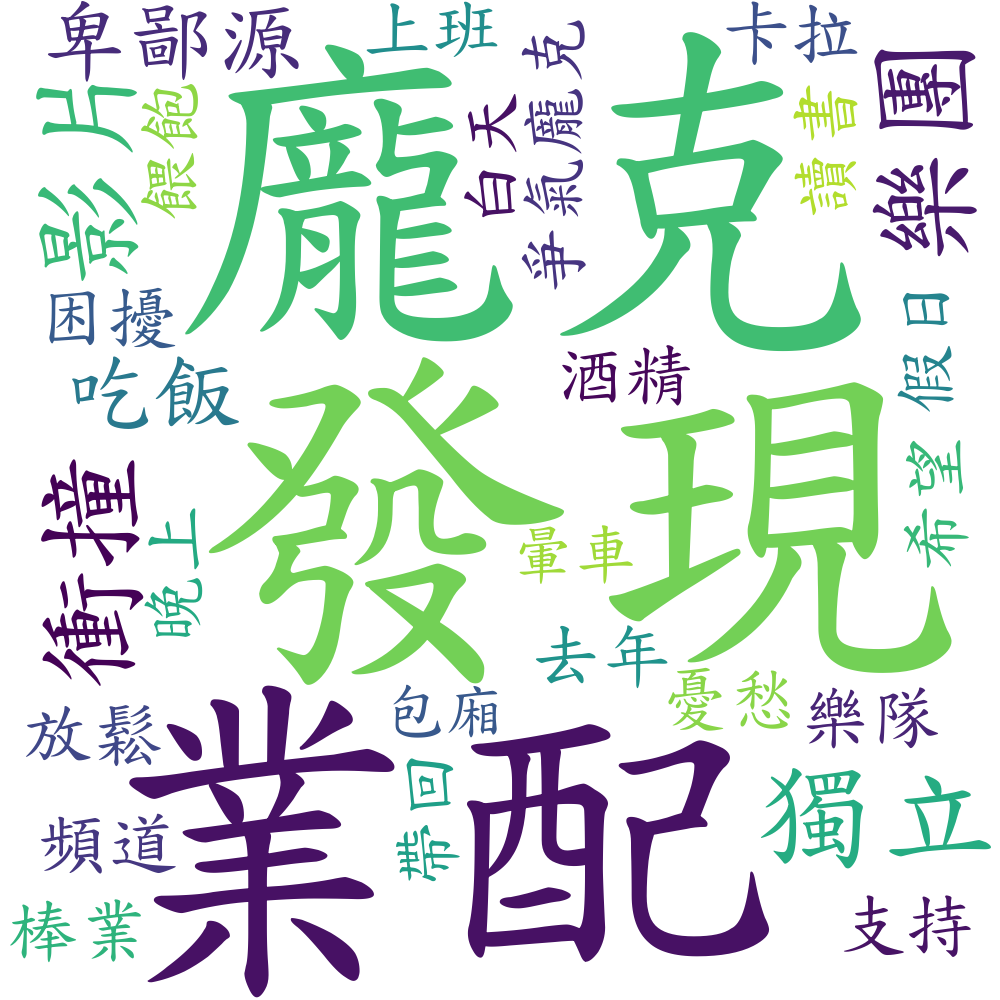 卑鄙源
上班
卡拉
影片
餵飽
龐克
白天
爭氣龐克
讀書
樂團
困擾
吃飯
酒精
假日
發現
衝撞
晚上
暈車
希望
去年
放鬆
包廂
憂愁
樂隊
業配
頻道
帶回
獨立
棒業
支持